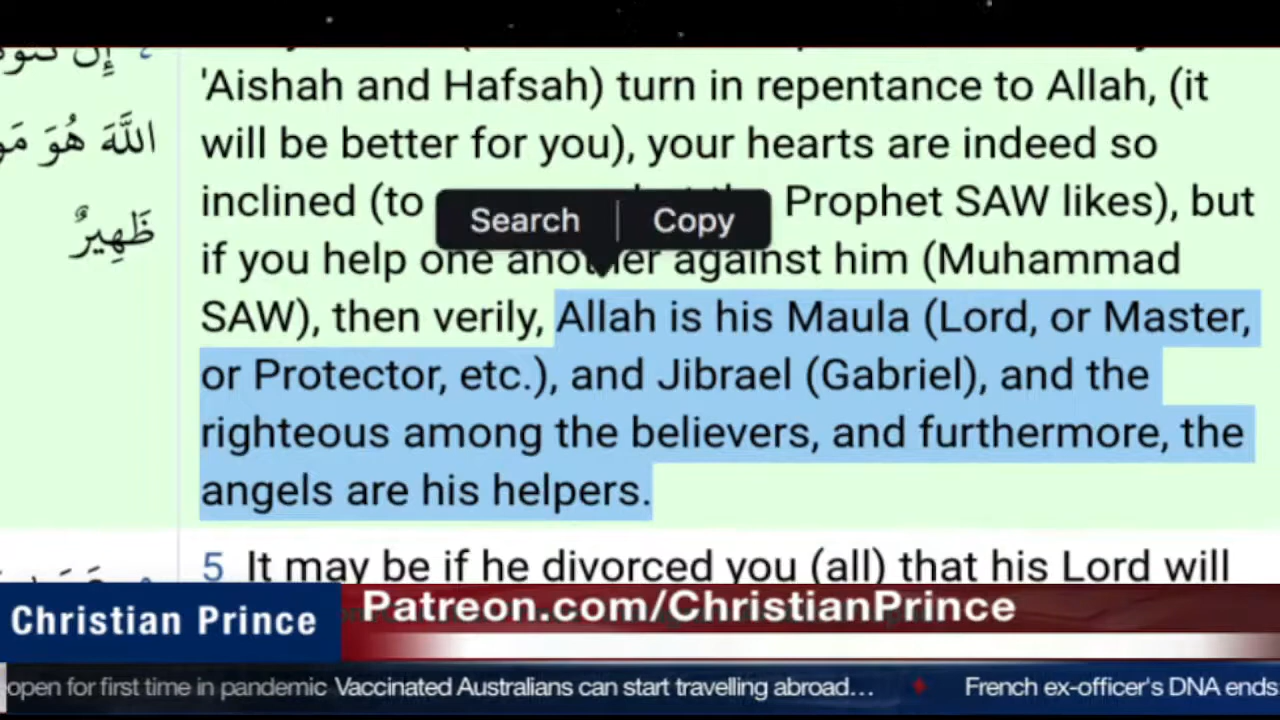 'Aishah and Hafsah) turn in repentance to Allah, (it
will be better for you), your hearts are indeed so
inclined (to Prophet SAW likes), but
Search Copy
if you help one another against him (Muhammad
SAW), then verily, Allah is his Maula (Lord, or Master,
or Protector, etc.), and Jibrael (Gabriel), and the
righteous among the believers, and furthermore, the
angels are his helpers.
5 It may be if he divorced you (all) that his Lord will
اللَّهَ هُوَ
ظَهِيرٌ
Christian Prince
Patreon.com/ChristianPrince
open for first time in pandemic Vaccinated Australians can start travelling abroad... French ex-officer's DNA ends